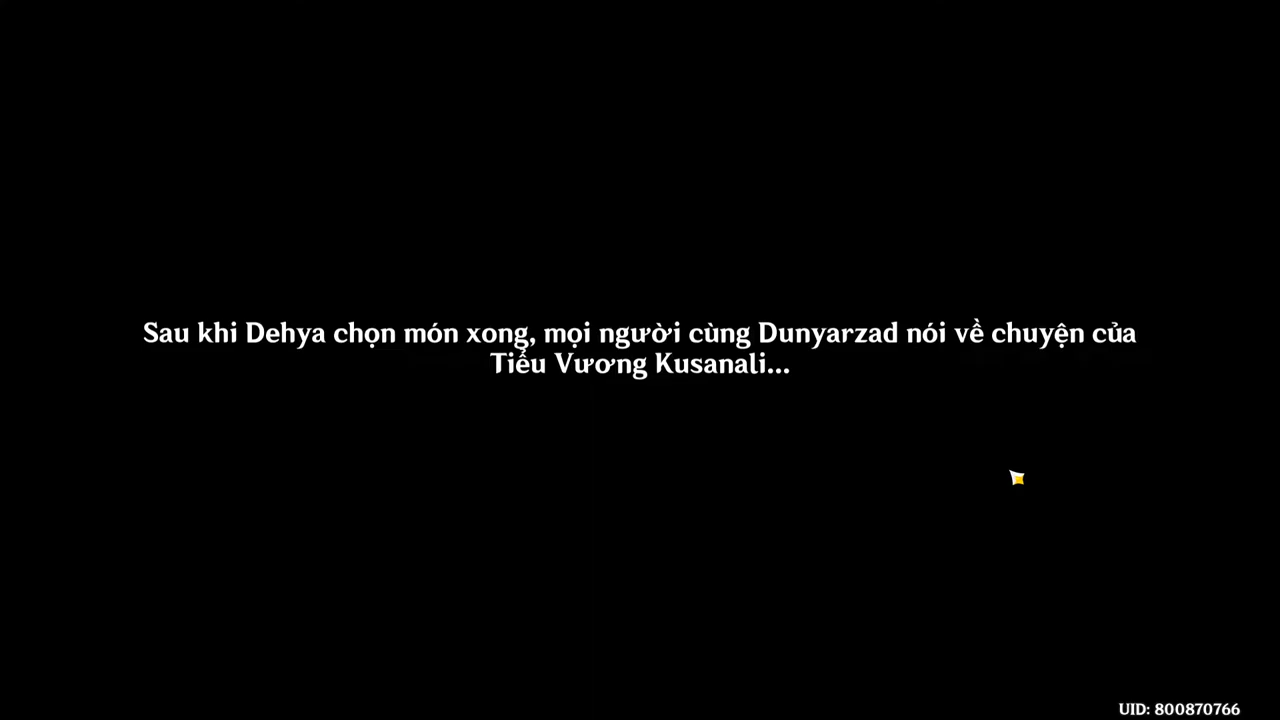 Sau khi Dehya chọn món xong, mọi người cùng Dunyarzad nói về chuyện của
Tiểu Vương Kusanali...
UID: 800870766